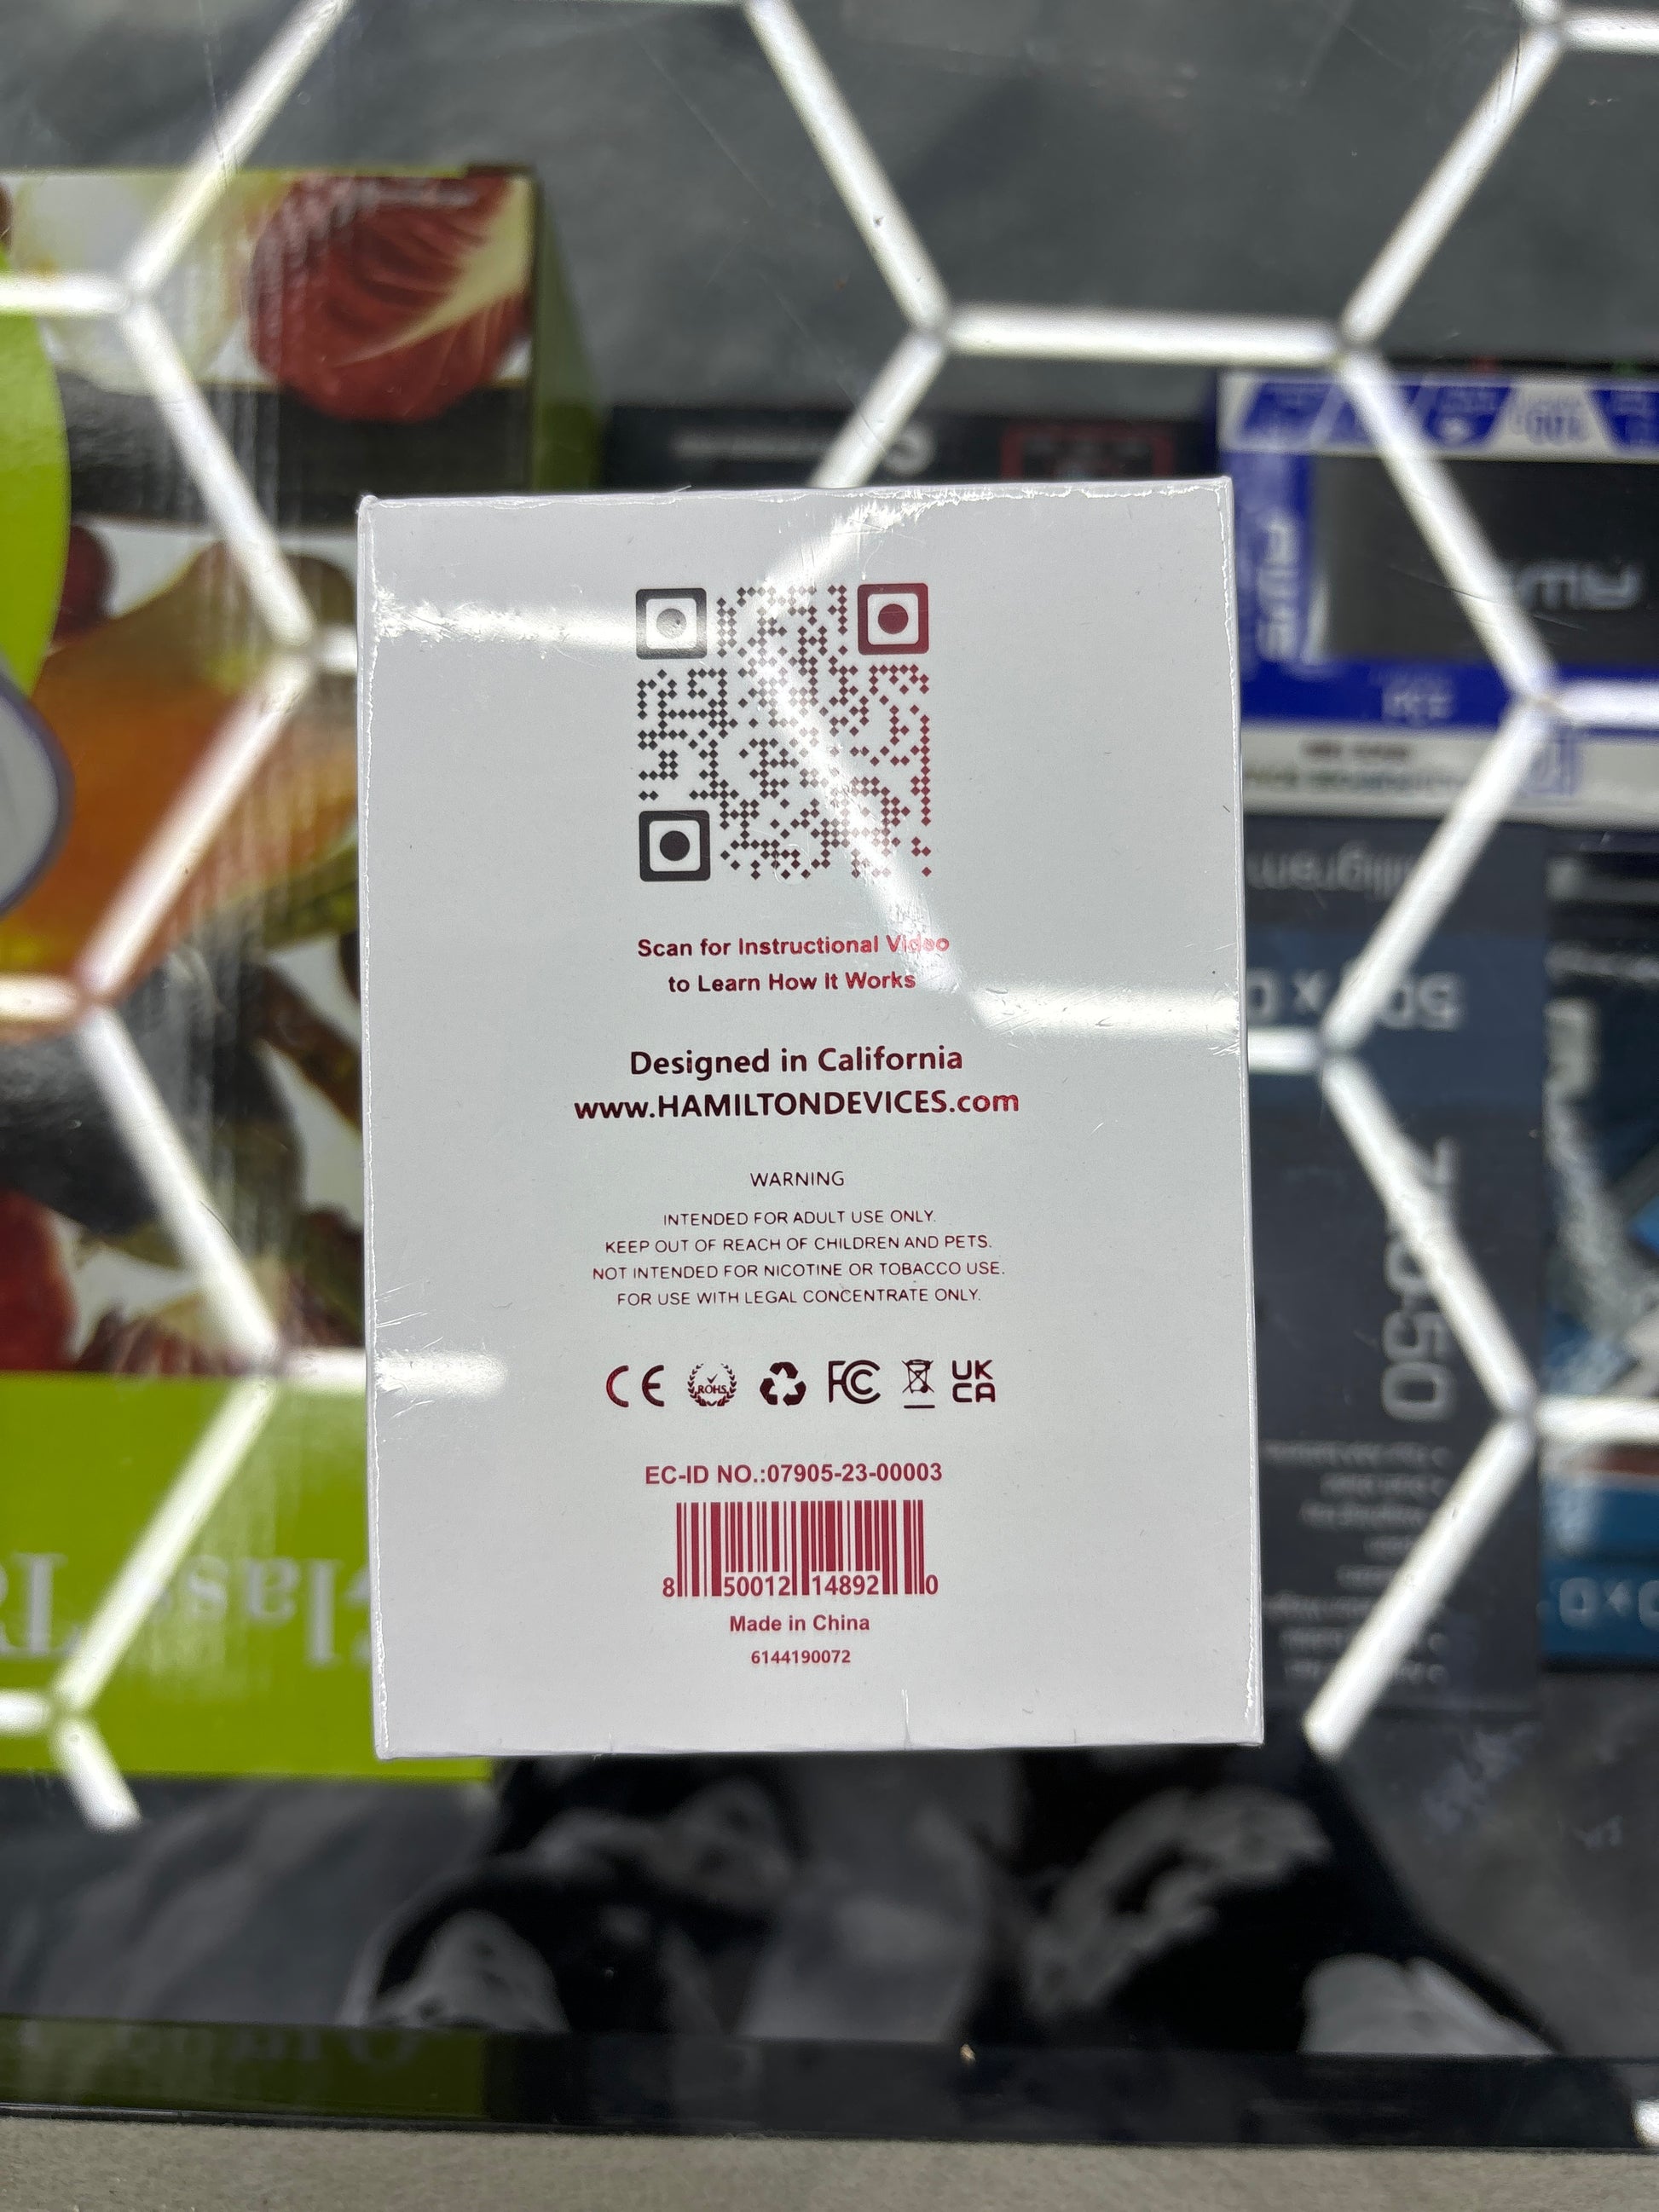 Scan for Instructional Video
to Learn How It Works
Designed in California
www.HAMILTONDEVICES.com
WARNING
INTENDED FOR ADULT USE ONLY.
KEEP OUT OF REACH OF CHILDREN AND PETS.
NOT INTENDED FOR NICOTINE OR TOBACCO USE.
FOR USE WITH LEGAL CONCENTRATE ONLY.
CE ROHS FC UK
CA
EC-ID NO.:07905-23-00003
8 50012 14892 0
Made in China
6144190072